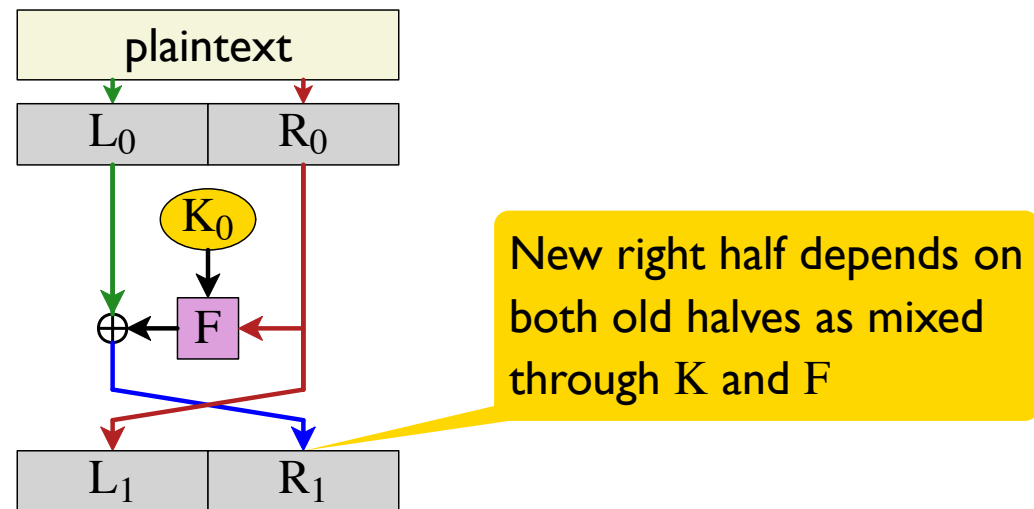 plaintext
L₀ R₀
K₀
F
New right half depends on
both old halves as mixed
through K and F
L₁ R₁